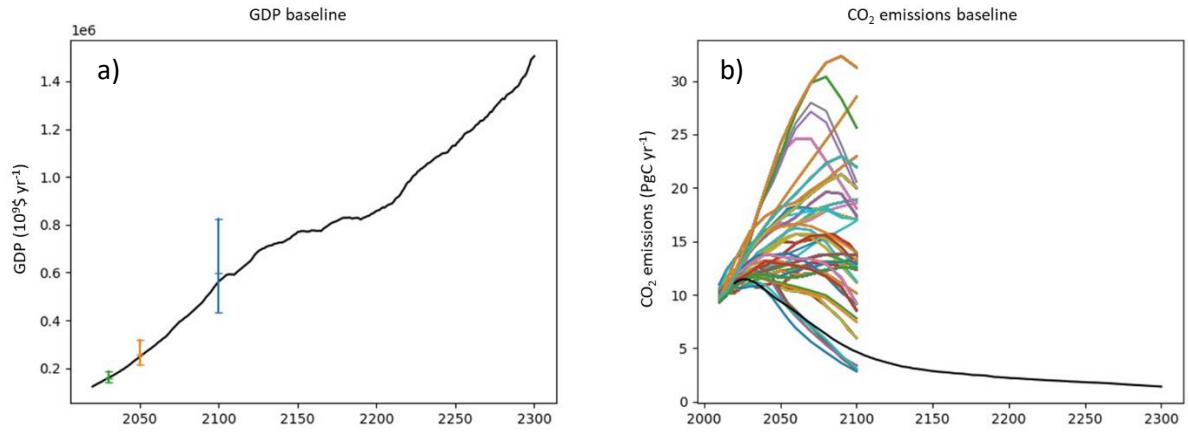 GDP baseline
1e6
a)
GDP (10⁹$ yr⁻¹)
1.4
1.2
1.0
0.8
0.6
0.4
0.2
2050 2100 2150 2200 2250 2300
CO₂ emissions baseline
b)
CO₂ emissions (PgC yr⁻¹)
30
25
20
15
10
5
0
2000 2050 2100 2150 2200 2250 2300